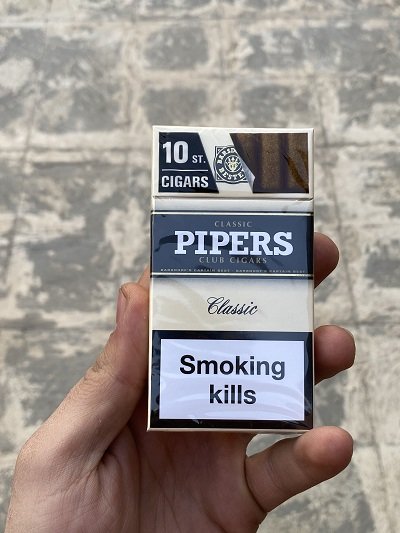 10 ST.
CIGARS
CLASSIC
PIPERS
CLUB CIGARS
Classic
Smoking
kills